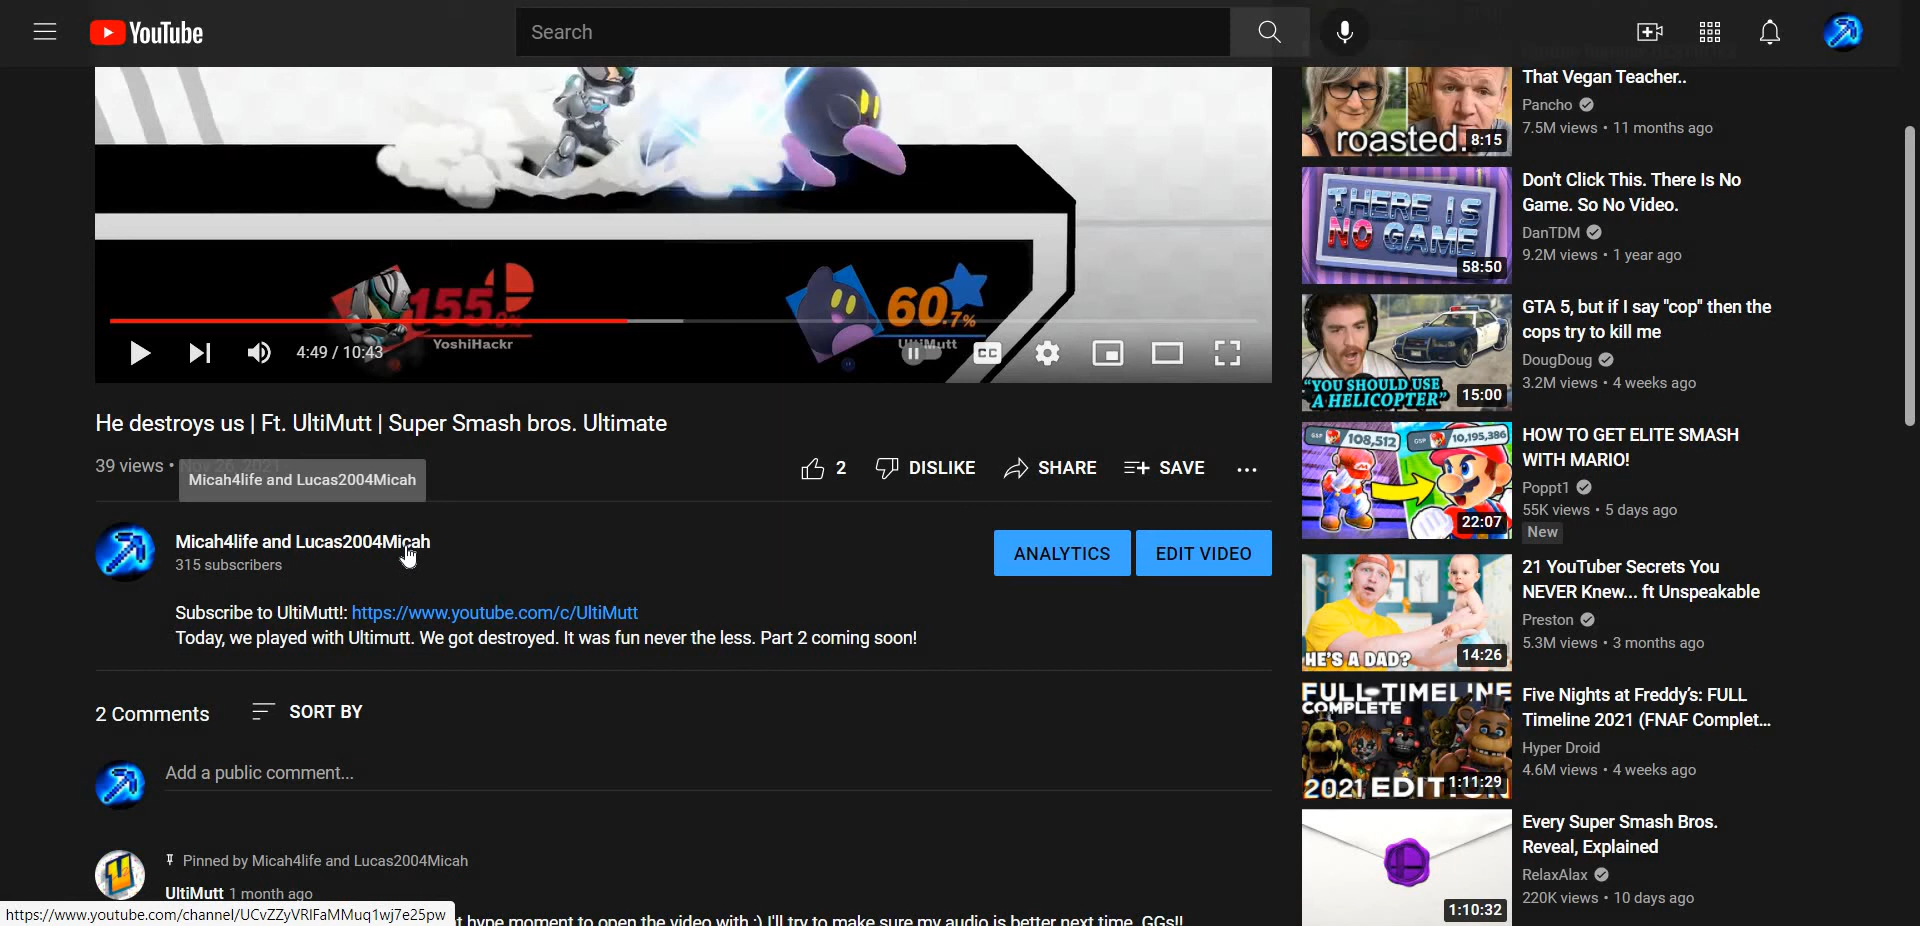 YouTube
Search
155.
YoshiHackr
60.7%
UltiMutt
4:49 / 10:43
CC
He destroys us | Ft. UltiMutt | Super Smash bros. Ultimate
39 views • Nov 26, 2021
Micah4life and Lucas2004Micah
2 DISLIKE SHARE SAVE ...
Micah4life and Lucas2004Micah
315 subscribers
ANALYTICS EDIT VIDEO
Subscribe to UltiMutt!: https://www.youtube.com/c/UltiMutt
Today, we played with Ultimutt. We got destroyed. It was fun never the less. Part 2 coming soon!
2 Comments SORT BY
Add a public comment...
Pinned by Micah4life and Lucas2004Micah
UltiMutt 1 month ago
hype moment to open the video with :) I'll try to make sure my audio is better next time. GGs!!
https://www.youtube.com/channel/UCvZZyVRIFaMMuq1wj7e25pw
roasted.
8:15
That Vegan Teacher..
Pancho
7.5M views • 11 months ago
THERE IS
NO GAME
58:50
Don't Click This. There Is No
Game. So No Video.
DanTDM
9.2M views • 1 year ago
"YOU SHOULD USE
A HELICOPTER"
15:00
GTA 5, but if I say "cop" then the
cops try to kill me
DougDoug
3.2M views • 4 weeks ago
GSP 108,512
GSP 10,195,386
22:07
HOW TO GET ELITE SMASH
WITH MARIO!
Poppt1
55K views • 5 days ago
New
HE'S A DAD?
14:26
21 YouTuber Secrets You
NEVER Knew... ft Unspeakable
Preston
5.3M views • 3 months ago
FULL-TIMELINE
COMPLETE
2021 EDITION
1:11:29
Five Nights at Freddy's: FULL
Timeline 2021 (FNAF Complet...
Hyper Droid
4.6M views • 4 weeks ago
1:10:32
Every Super Smash Bros.
Reveal, Explained
RelaxAlax
220K views • 10 days ago